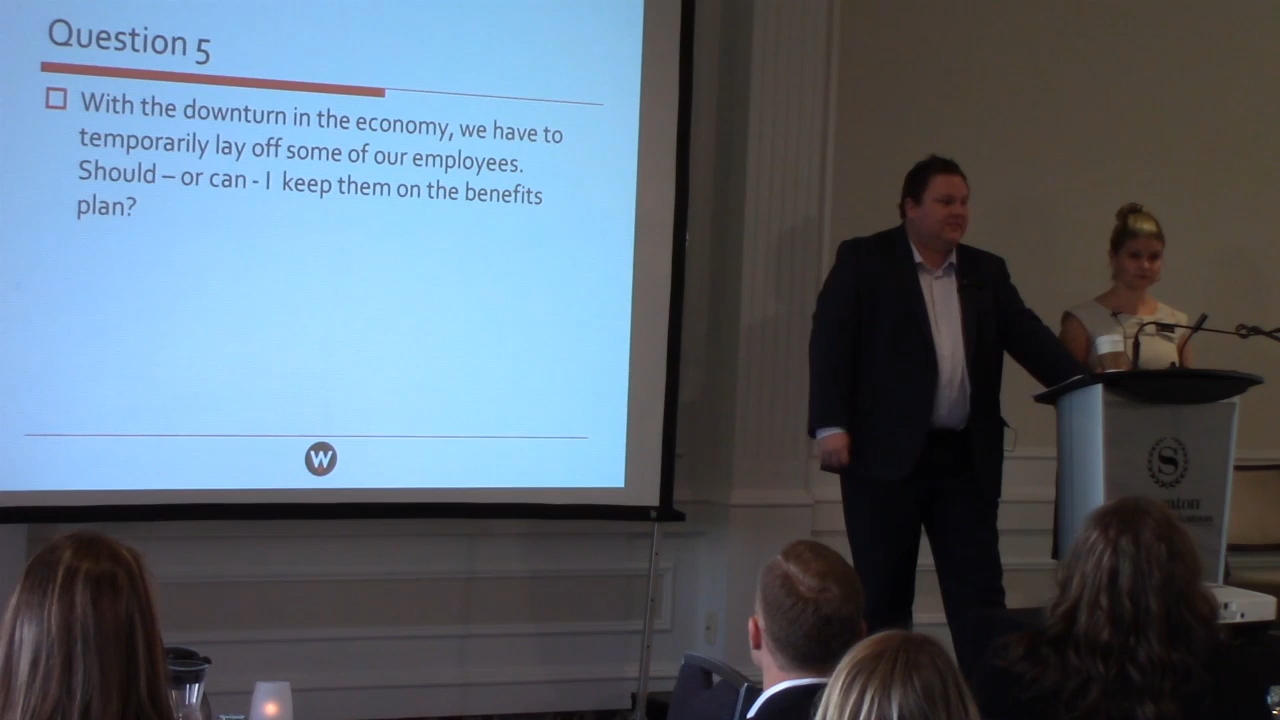 Question 5
With the downturn in the economy, we have to
temporarily lay off some of our employees.
Should – or can - I keep them on the benefits
plan?
W
S